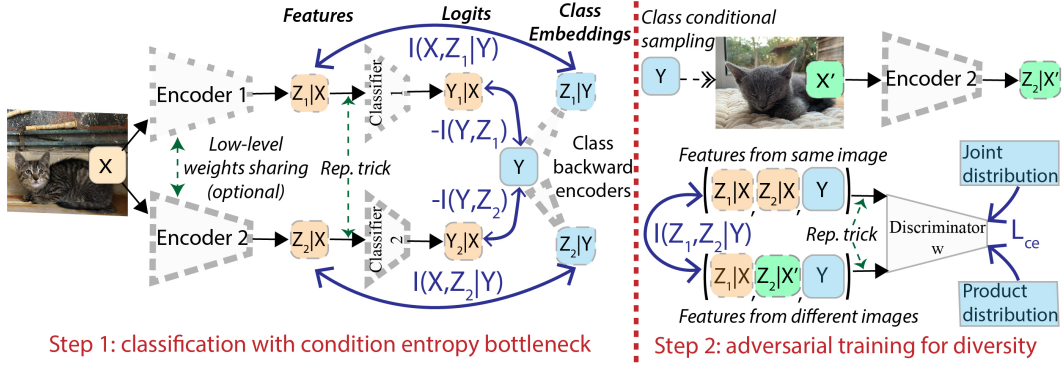 Features
Logits
Class
Embeddings
I(X,Z₁|Y)
Encoder 1
Z₁|X
Classifier
1
Y₁|X
Z₁|Y
-I(Y,Z₁)
X
Low-level
weights sharing
(optional)
Rep. trick
Y
Class
backward
encoders
-I(Y,Z₂)
Encoder 2
Z₂|X
Classifier
2
Y₂|X
Z₂|Y
I(X,Z₂|Y)
Step 1: classification with condition entropy bottleneck
Class conditional
sampling
Y
X'
Encoder 2
Z₂|X'
Features from same image
(Z₁|X, Z₂|X, Y)
I(Z₁,Z₂|Y)
Rep. trick
(Z₁|X, Z₂|X', Y)
Features from different images
Discriminator
w
Joint
distribution
L_ce
Product
distribution
Step 2: adversarial training for diversity